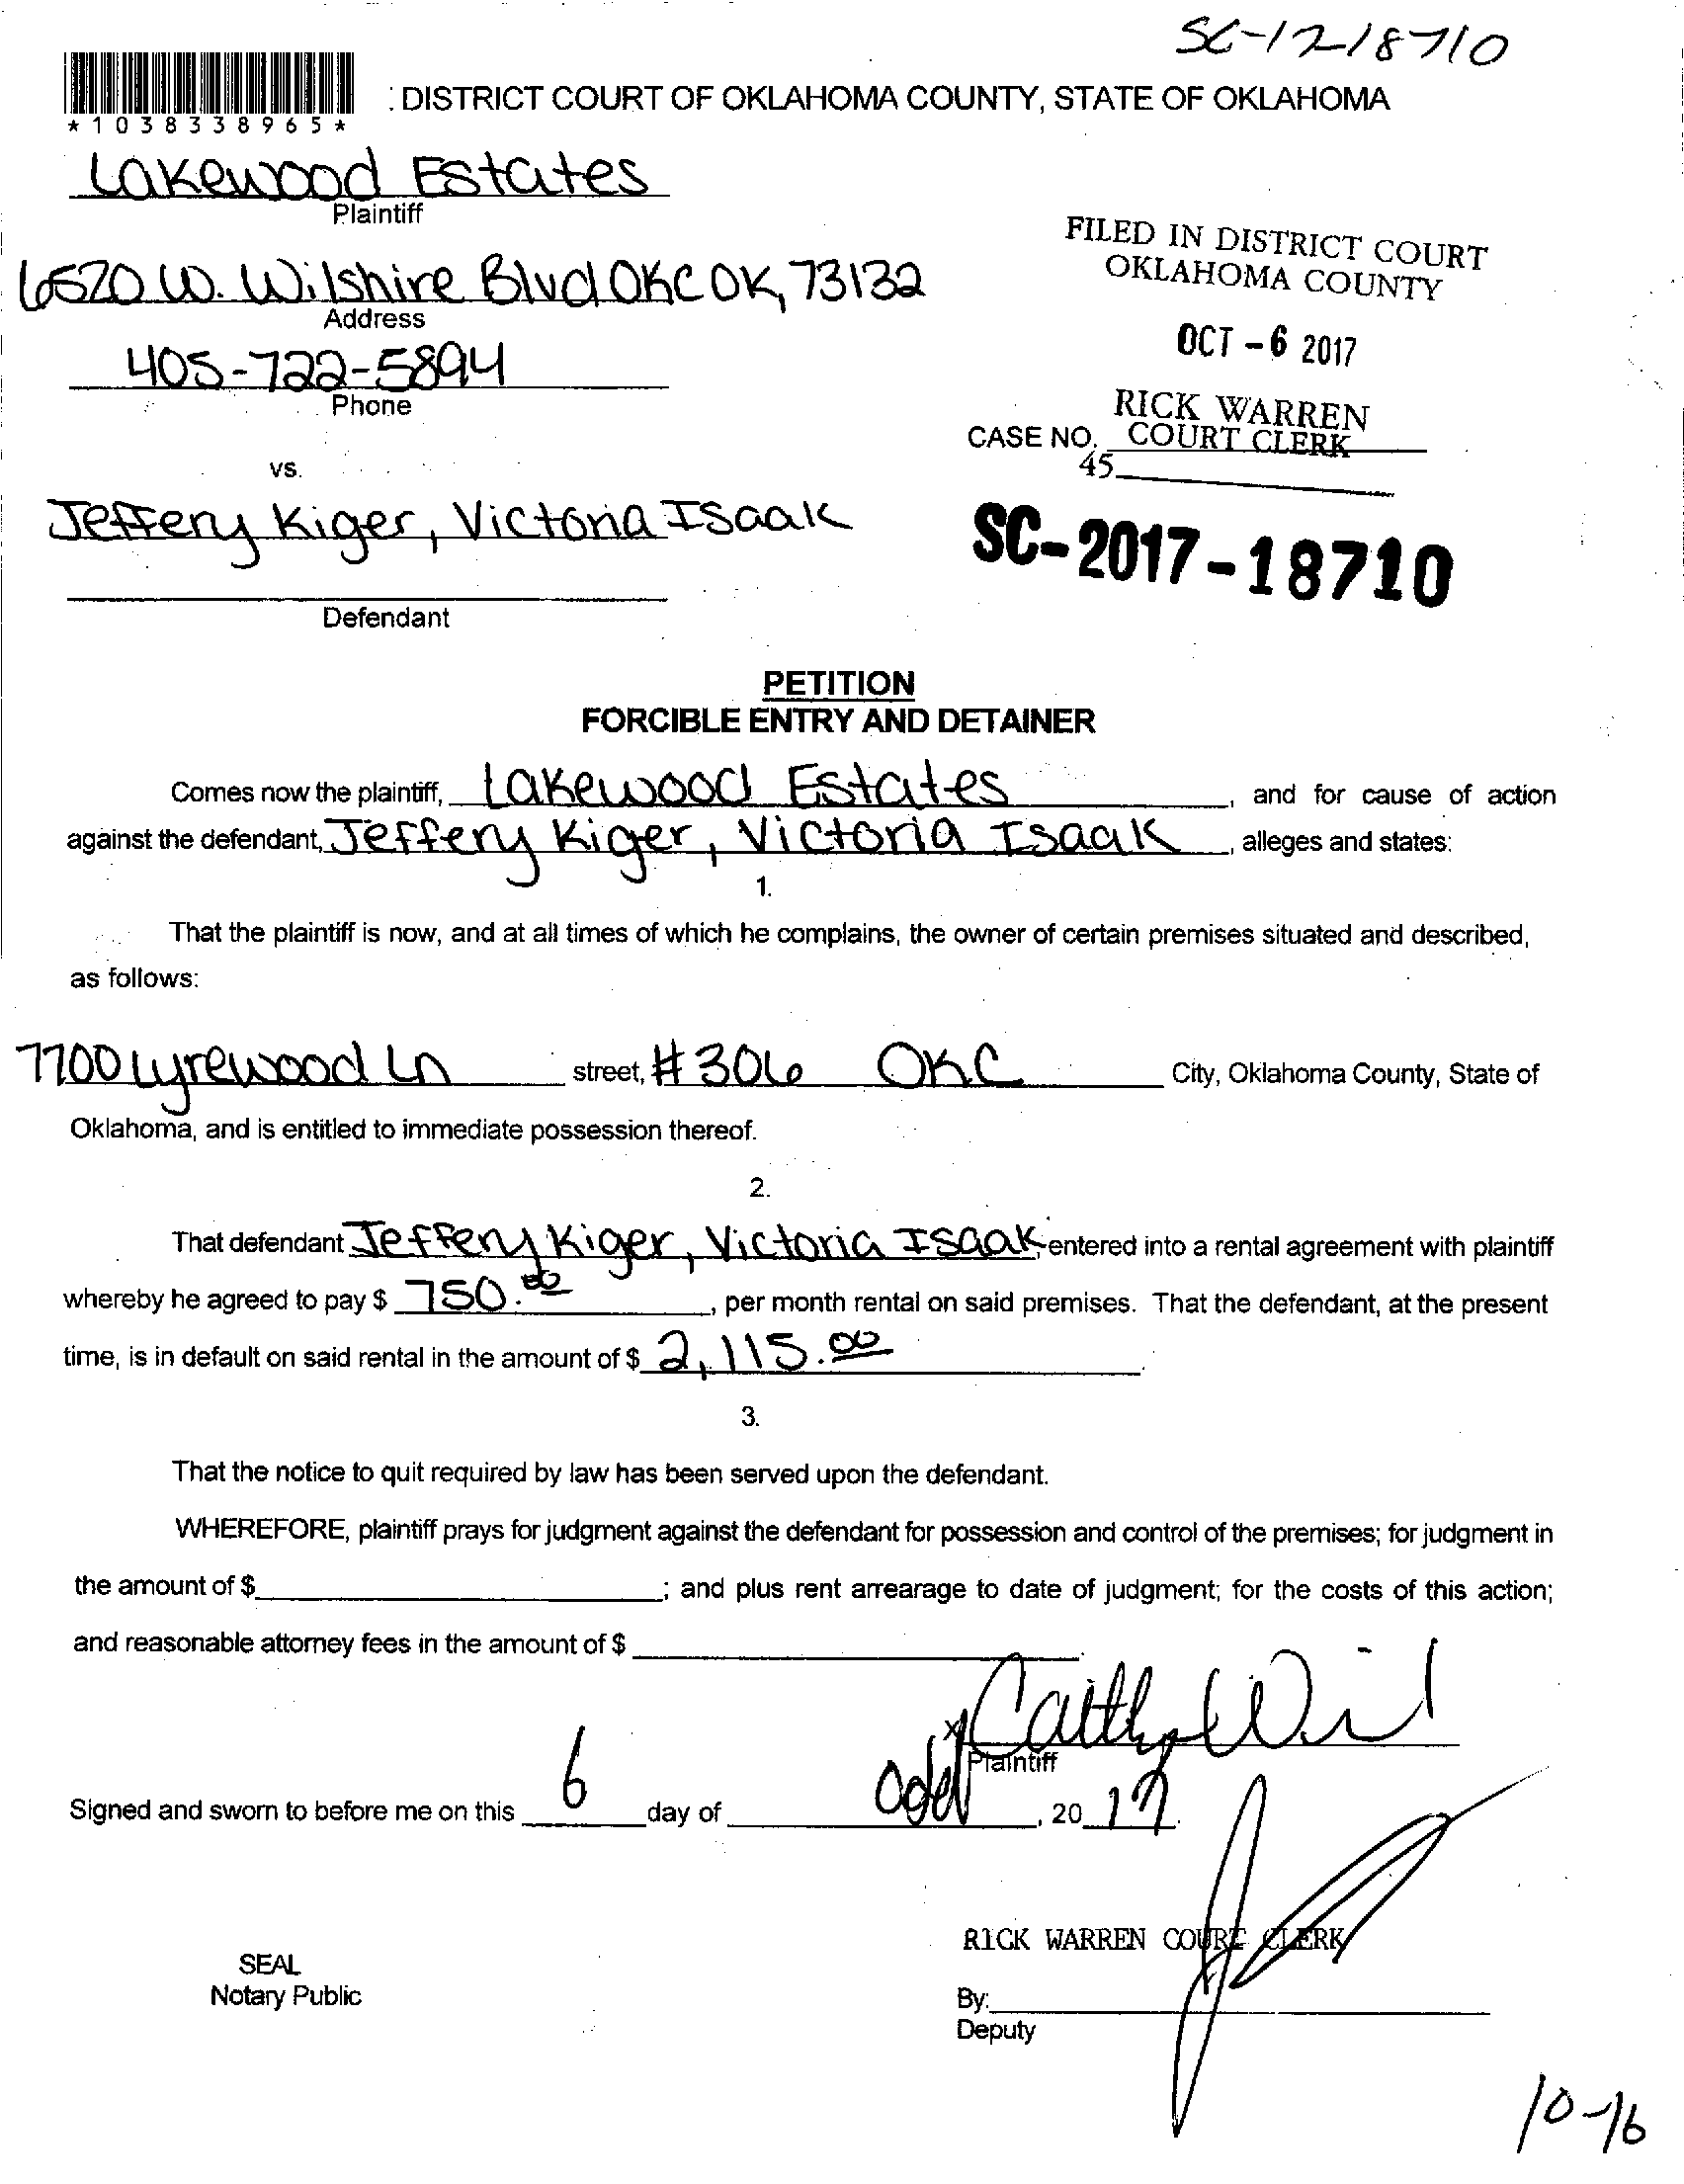 SC-17-18710
*1038338965*
: DISTRICT COURT OF OKLAHOMA COUNTY, STATE OF OKLAHOMA
Lakewood Estates
Plaintiff
6520 W. Wilshire Blvd OKC OK, 73132
Address
405-722-5894
Phone
FILED IN DISTRICT COURT
OKLAHOMA COUNTY
OCT - 6 2017
RICK WARREN
COURT CLERK
CASE NO.
45
vs.
Jeffery Kiger, Victoria Isaak
SC-2017-18710
Defendant
PETITION
FORCIBLE ENTRY AND DETAINER
Comes now the plaintiff, Lakewood Estates, and for cause of action
against the defendant, Jeffery Kiger, Victoria Isaak, alleges and states:
1.
That the plaintiff is now, and at all times of which he complains, the owner of certain premises situated and described,
as follows:
7700 Lyrewood Ln street, #306 OKC City, Oklahoma County, State of
Oklahoma, and is entitled to immediate possession thereof.
2.
That defendant Jeffery Kiger, Victoria Isaak, entered into a rental agreement with plaintiff
whereby he agreed to pay $ 750.00, per month rental on said premises. That the defendant, at the present
time, is in default on said rental in the amount of $ 2,115.00.
3.
That the notice to quit required by law has been served upon the defendant.
WHEREFORE, plaintiff prays for judgment against the defendant for possession and control of the premises; for judgment in
the amount of $ ; and plus rent arrearage to date of judgment; for the costs of this action;
and reasonable attorney fees in the amount of $ .
x
Plaintiff
Signed and sworn to before me on this 6 day of , 20 17.
RICK WARREN COURT CLERK
SEAL
Notary Public
By:
Deputy
10-16